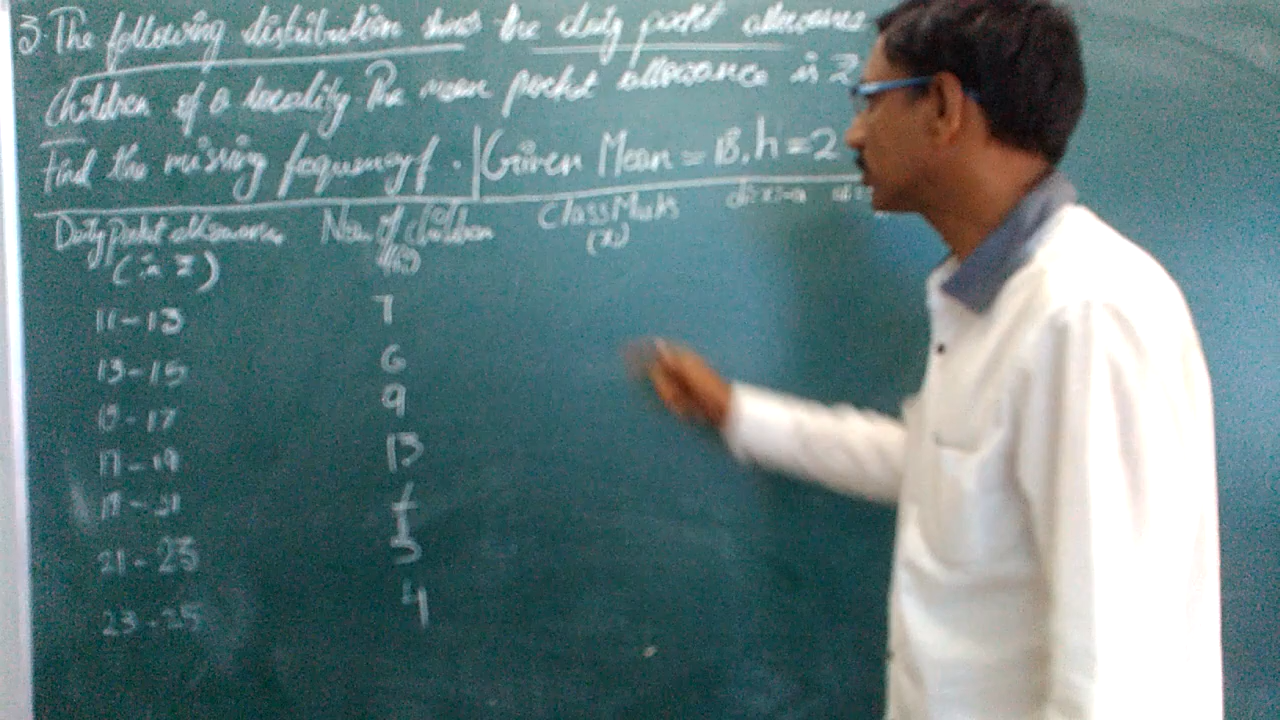 3. The following distribution shows the daily pocket allowance
children of a locality. The mean pocket allowance is ₹
Find the missing frequency f. | Given Mean = 18, h = 2
Daily pocket allowance No. of children Class Marks d=x-a
(in ₹) (fi) (x)
11-13 7
13-15 6
15-17 9
17-19 13
19-21 f
21-23 5
23-25 4